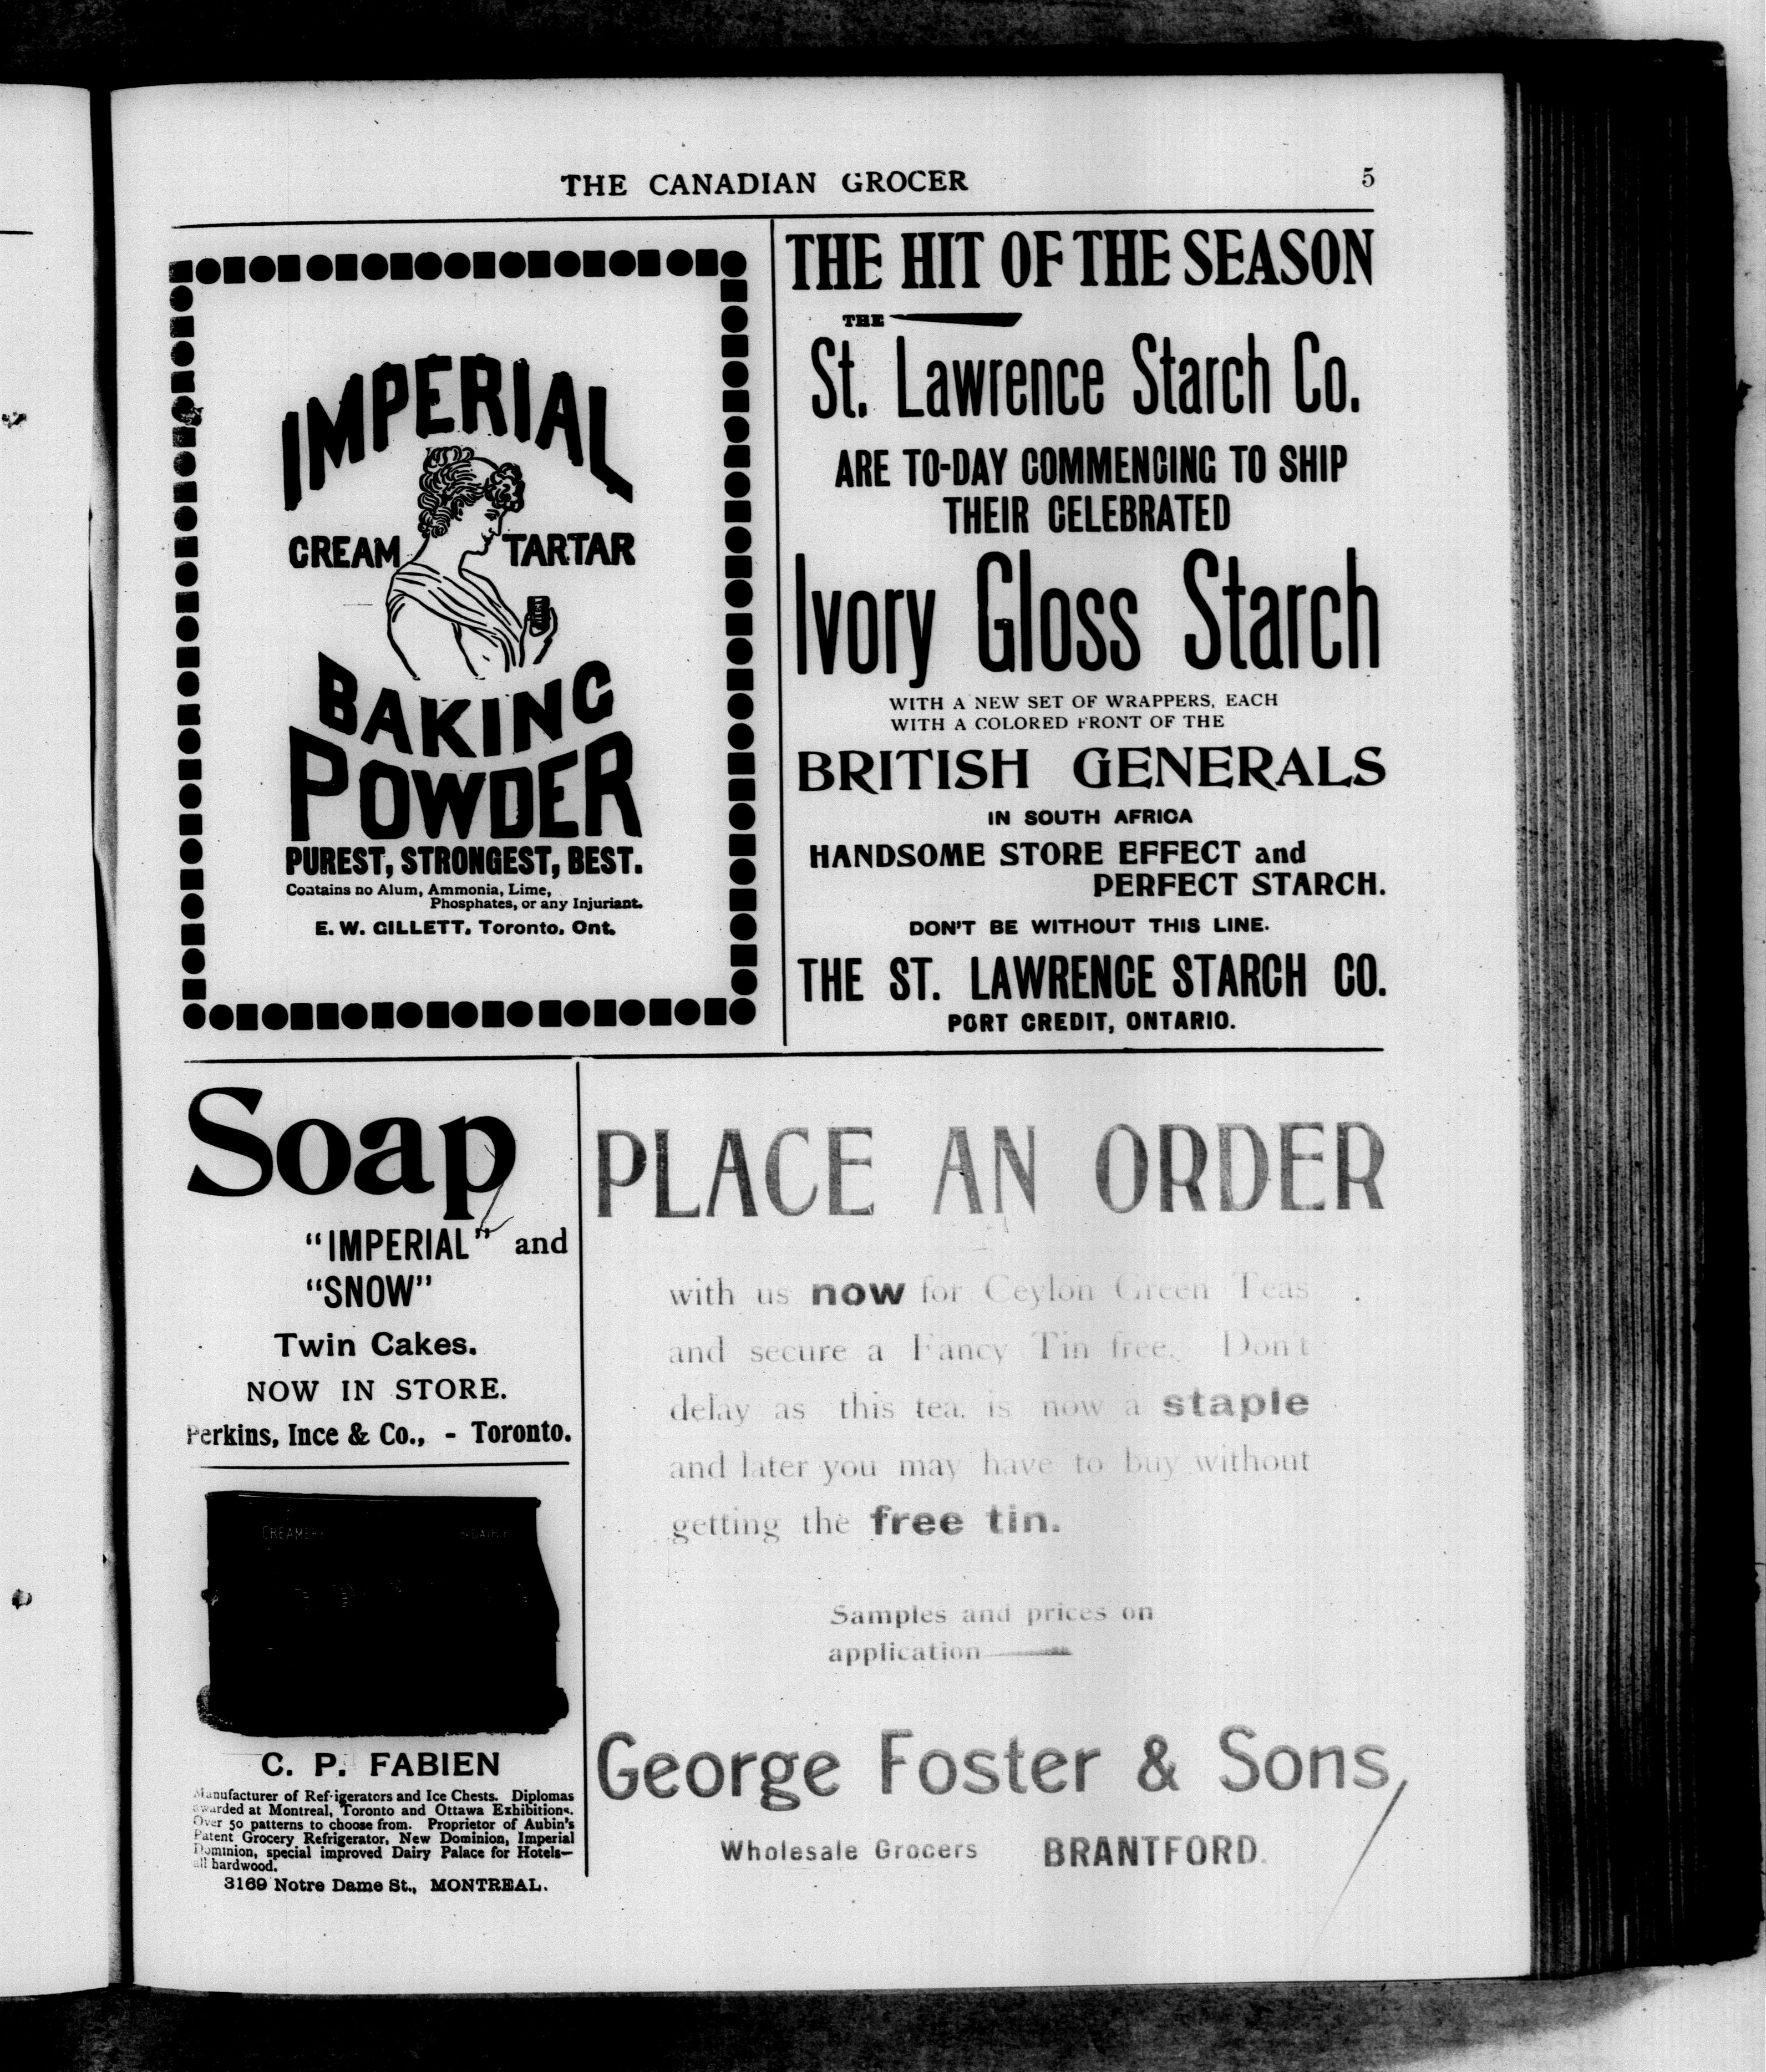 THE CANADIAN GROCER
5
IMPERIAL
CREAM TARTAR
BAKING
POWDER
PUREST, STRONGEST, BEST.
Contains no Alum, Ammonia, Lime,
Phosphates, or any Injuriant.
E. W. GILLETT, Toronto, Ont.
THE HIT OF THE SEASON
THE
St. Lawrence Starch Co.
ARE TO-DAY COMMENCING TO SHIP
THEIR CELEBRATED
Ivory Gloss Starch
WITH A NEW SET OF WRAPPERS, EACH
WITH A COLORED FRONT OF THE
BRITISH GENERALS
IN SOUTH AFRICA
HANDSOME STORE EFFECT and
PERFECT STARCH.
DON'T BE WITHOUT THIS LINE.
THE ST. LAWRENCE STARCH CO.
PORT CREDIT, ONTARIO.
Soap
"IMPERIAL" and
"SNOW"
Twin Cakes.
NOW IN STORE.
Perkins, Ince & Co., - Toronto.
CREAMERY
DAIRY
C. P. FABIEN
Manufacturer of Refrigerators and Ice Chests. Diplomas
awarded at Montreal, Toronto and Ottawa Exhibitions.
Over 50 patterns to choose from. Proprietor of Aubin's
Patent Grocery Refrigerator, New Dominion, Imperial
Dominion, special improved Dairy Palace for Hotels—
all hardwood.
3169 Notre Dame St., MONTREAL.
PLACE AN ORDER
with us now for Ceylon Green Teas
and secure a Fancy Tin free. Don't
delay as this tea is now a staple
and later you may have to buy without
getting the free tin.
Samples and prices on
application
George Foster & Sons,
Wholesale Grocers BRANTFORD.